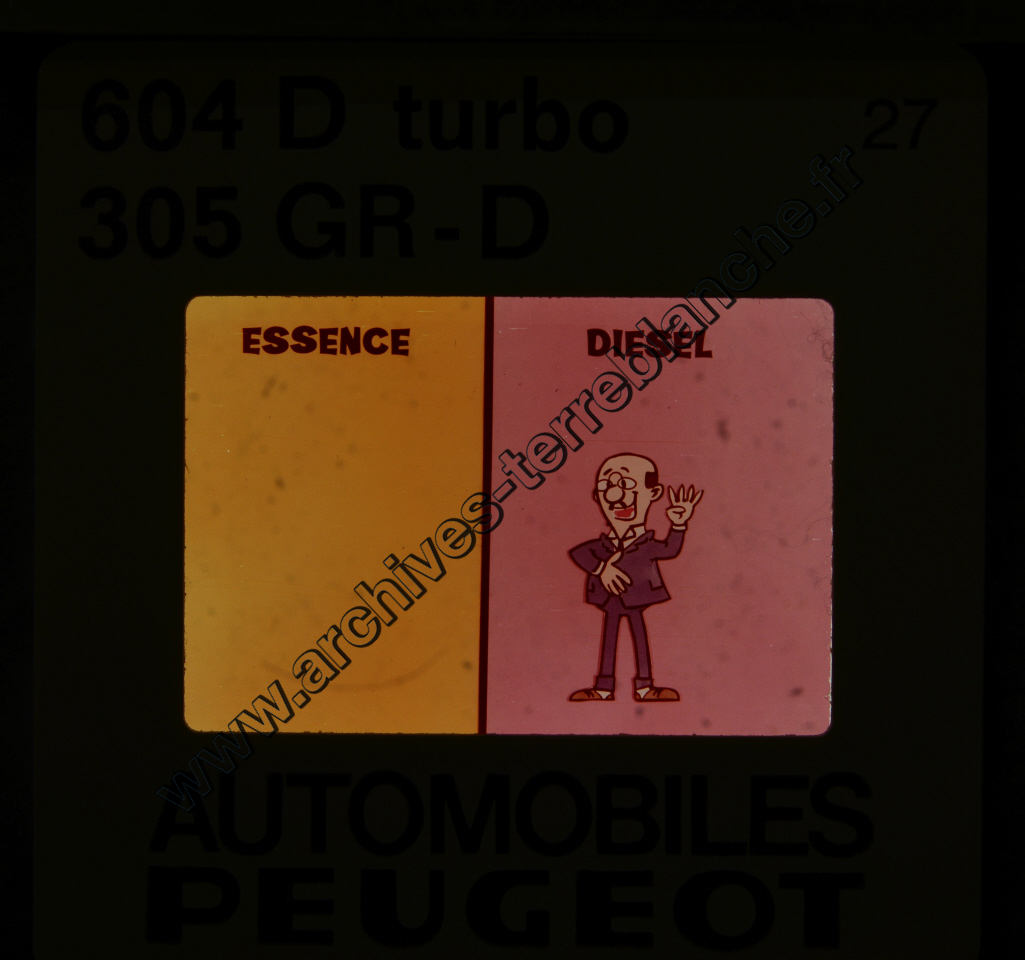 604 D turbo 27
305 GR-D
ESSENCE DIESEL
www.archives-terreblanche.fr
AUTOMOBILES
PEUGEOT